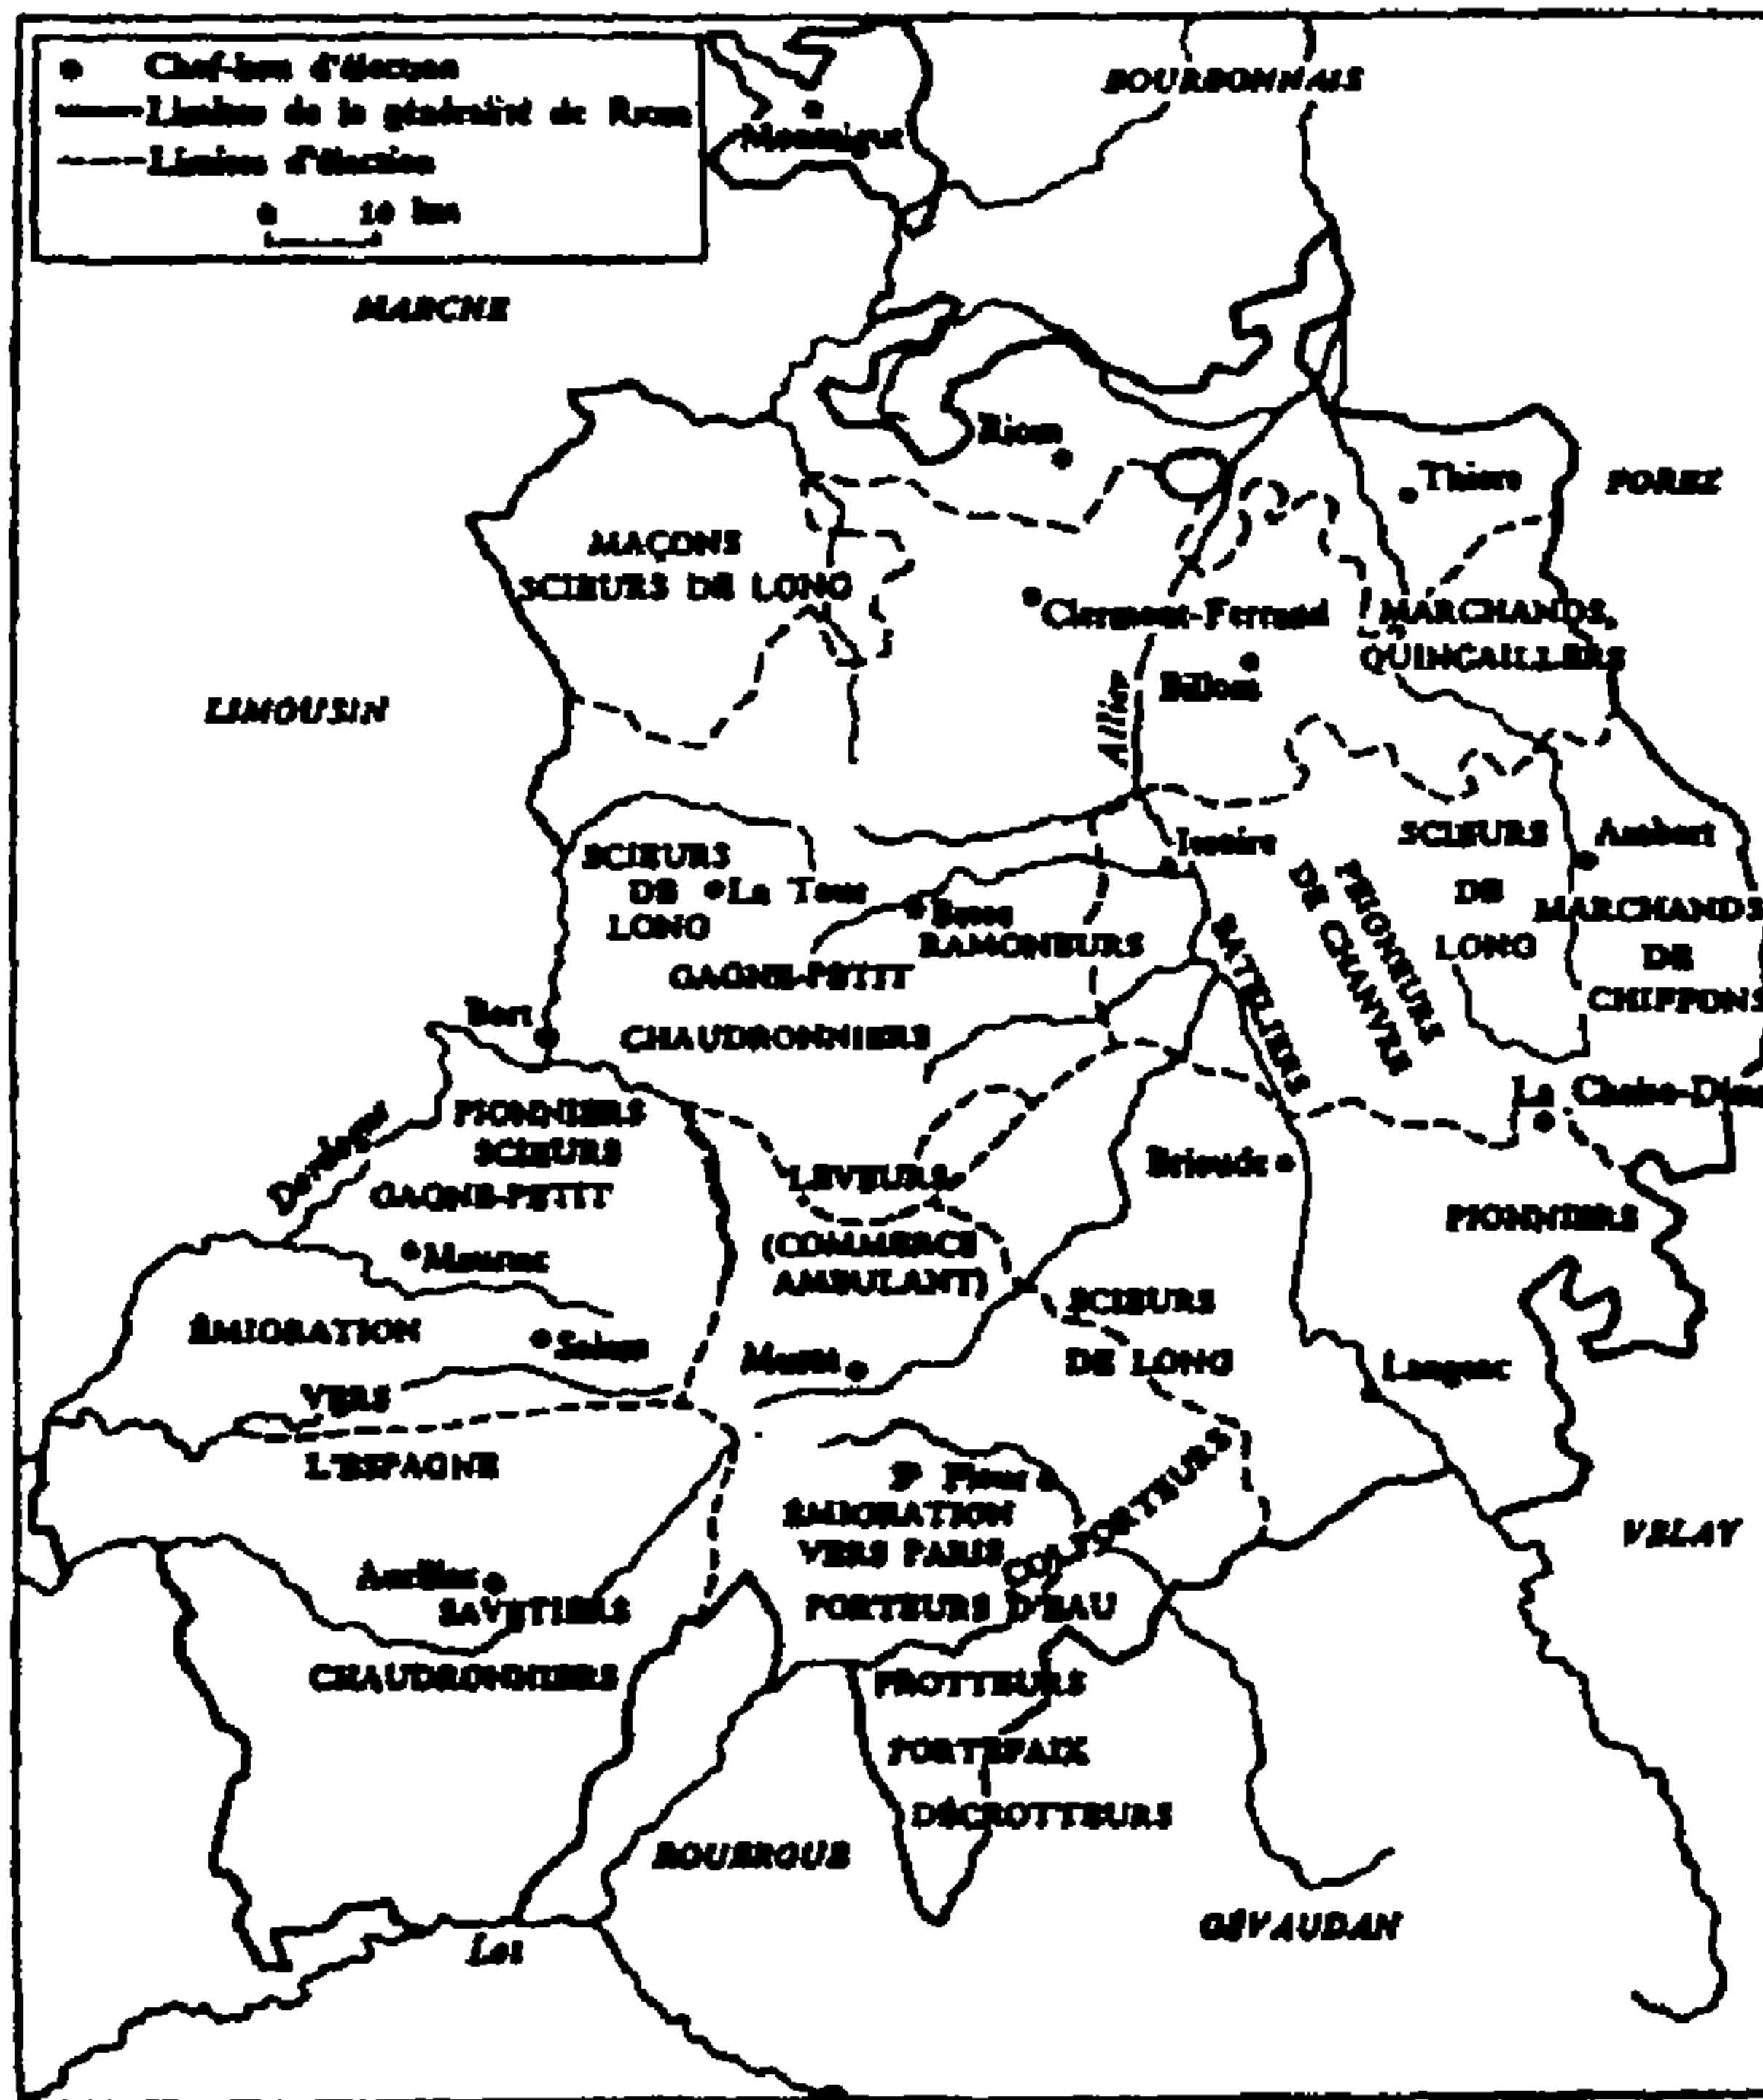 Chef-lieu d'élection
Limites de la généralité de Riom
Limites d'élection
0 10 km
BOURBONNAIS
MARCHE
Riom
Thiers
FOREZ
MAÇONS
SCIEURS DE LONG
Clermont-Ferrand
MARCHANDS,
QUINCAILLERS
LIMOUSIN
Allier
Billom
SCIEURS
DE
LONG
La Tour
Issoire
SCIEURS
DE
LONG
Ambert
MARCHANDS
DE
CHIFFONS
PEIGNEURS
DE CHANVRE
Besse
RAMONEURS
GAGNE-PETIT
CHAUDRONNIERS
BATELIERS
Bort
La Chaise-Dieu
PIONNIERS
SCIEURS
GAGNE-PETIT
Dordogne
LEVEURS
(COMMERCE
AMBULANT)
Brioude
PIONNIERS
Mauriac
ÉMIGRATION
VERS
L'ESPAGNE
Salers
SCIEURS
DE LONG
Murat
Langeac
St Flour
ÉMIGRATION
VERS PARIS
COLPORTEURS
VELAY
Aurillac
SAVETIERS
CHAUDRONNIERS
PORTEURS D'EAU
FROTTEURS
PORTEFAIX
DÉCROTTEURS
ROUERGUE
GÉVAUDAN
Lot